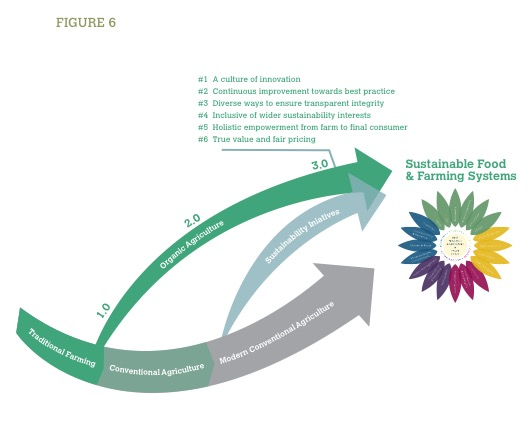 FIGURE 6
#1 A culture of innovation
#2 Continuous improvement towards best practice
#3 Diverse ways to ensure transparent integrity
#4 Inclusive of wider sustainability interests
#5 Holistic empowerment from farm to final consumer
#6 True value and fair pricing
3.0
Sustainable Food
& Farming Systems
2.0
Organic Agriculture
Sustainability Iniatives
1.0
Traditional Farming
Conventional Agriculture
Modern Conventional Agriculture